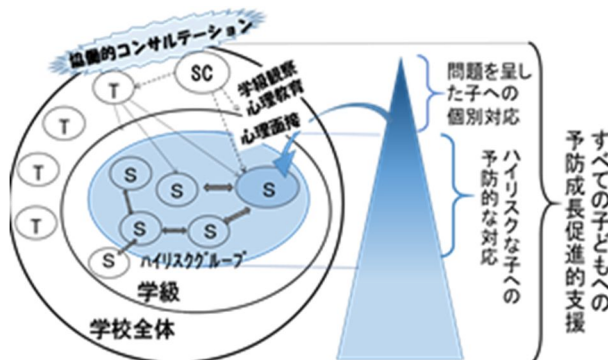 協働的コンサルテーション
T
SC
学級観察
心理教育
心理面接
T
T
T
T
S
S
S
S
S
S
ハイリスクグループ
学級
学校全体
問題を呈し
た子への
個別対応
ハイリスクな子への
予防的な対応
すべての子どもへの
予防成長促進的支援